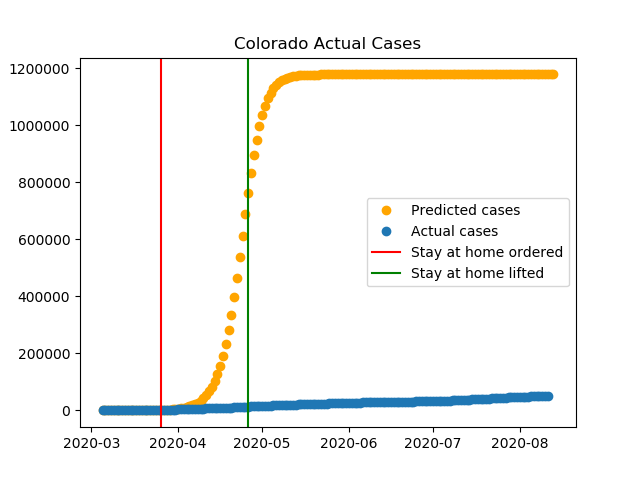 Colorado Actual Cases
1200000
1000000
800000
600000
400000
200000
0
Predicted cases
Actual cases
Stay at home ordered
Stay at home lifted
2020-03 2020-04 2020-05 2020-06 2020-07 2020-08